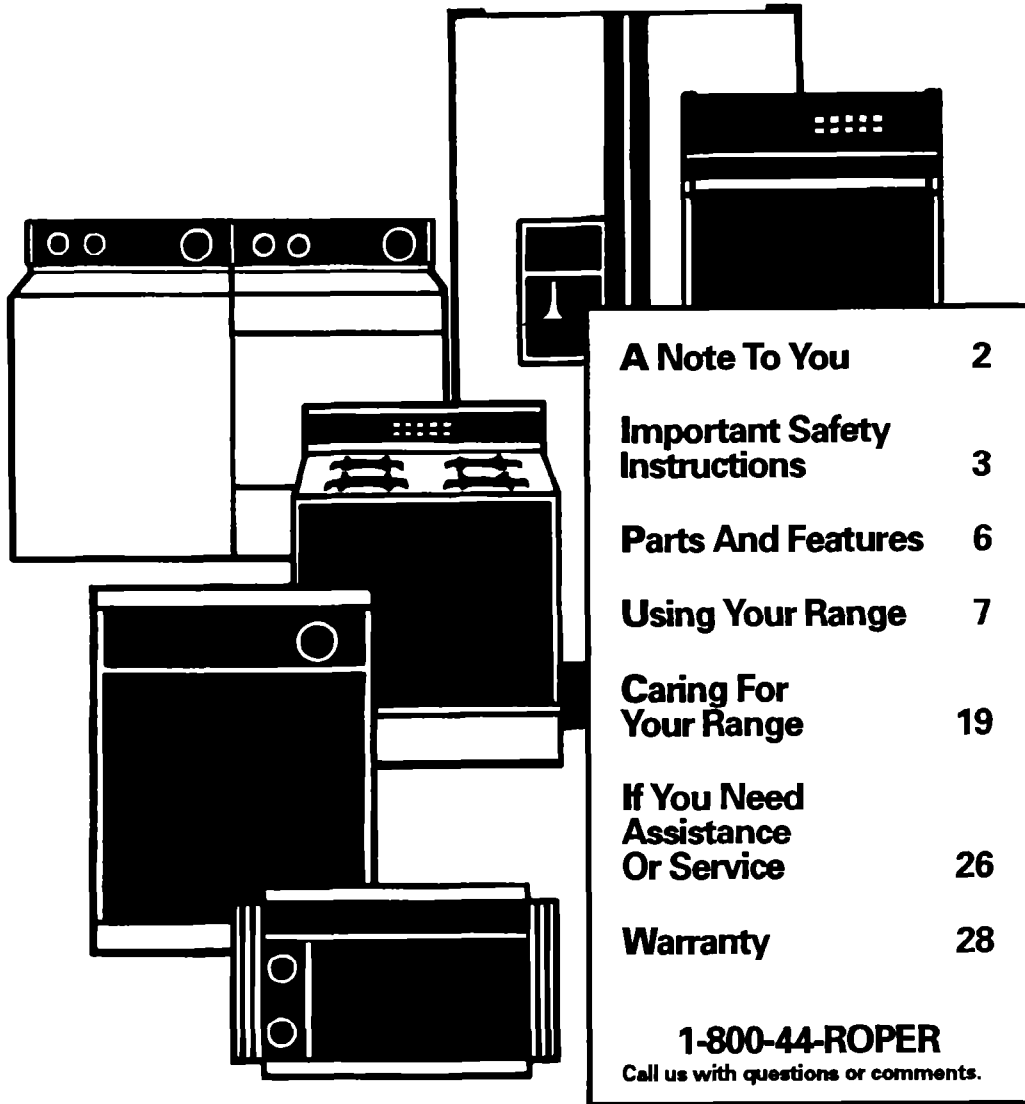 A Note To You 2
Important Safety
Instructions 3
Parts And Features 6
Using Your Range 7
Caring For
Your Range 19
If You Need
Assistance
Or Service 26
Warranty 28
1-800-44-ROPER
Call us with questions or comments.